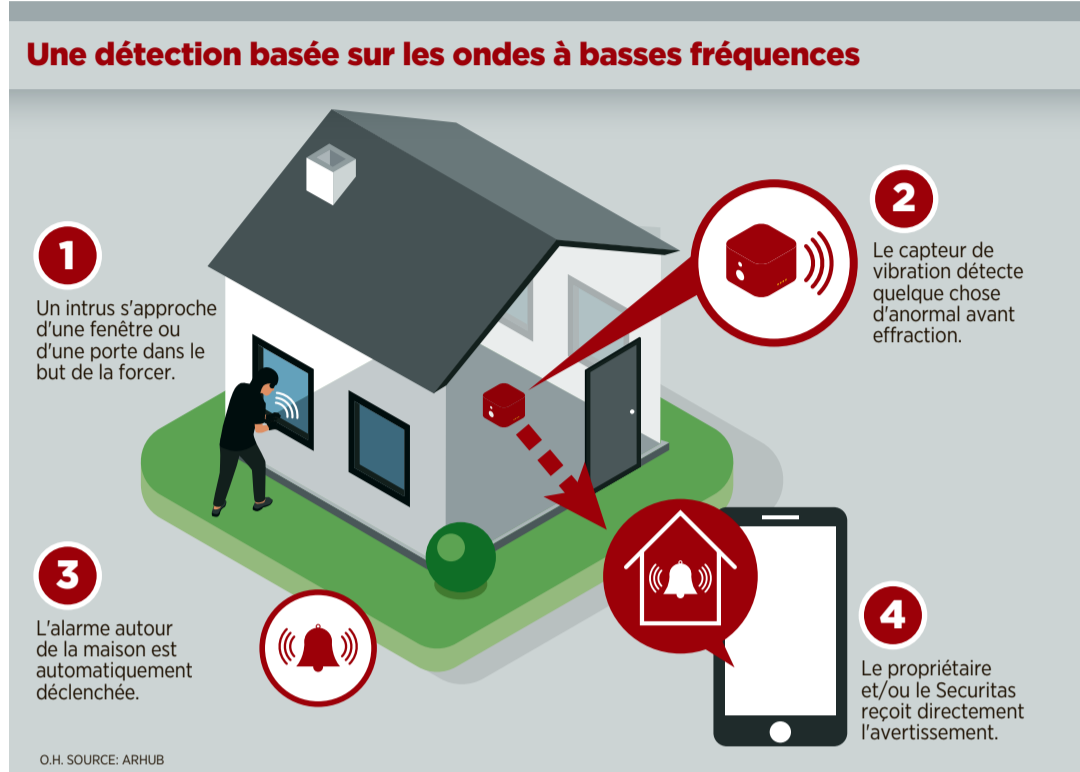 Une détection basée sur les ondes à basses fréquences
1
Un intrus s'approche
d'une fenêtre ou
d'une porte dans le
but de la forcer.
2
Le capteur de
vibration détecte
quelque chose
d'anormal avant
effraction.
3
L'alarme autour
de la maison est
automatiquement
déclenchée.
4
Le propriétaire
et/ou le Securitas
reçoit directement
l'avertissement.
O.H. SOURCE: ARHUB